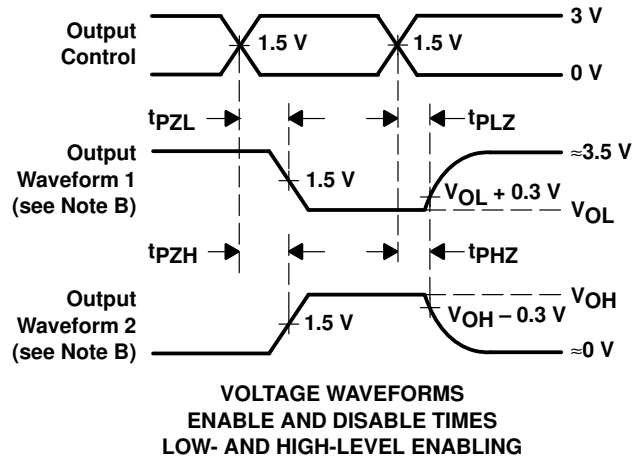 Output
Control
1.5 V
1.5 V
3 V
0 V
tPZL
tPLZ
Output
Waveform 1
(see Note B)
1.5 V
VOL + 0.3 V
≈3.5 V
VOL
tPZH
tPHZ
Output
Waveform 2
(see Note B)
1.5 V
VOH – 0.3 V
VOH
≈0 V
VOLTAGE WAVEFORMS
ENABLE AND DISABLE TIMES
LOW- AND HIGH-LEVEL ENABLING